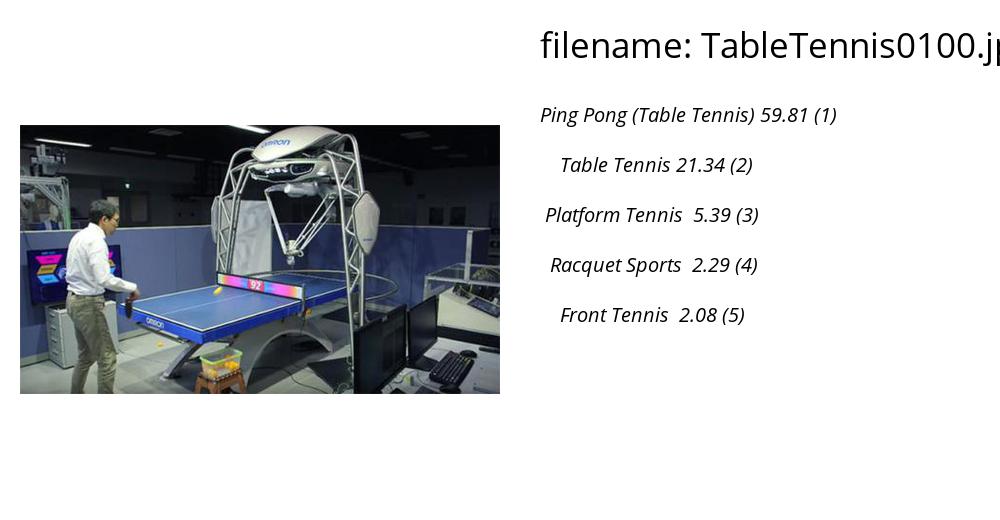 filename: TableTennis0100.jp
Ping Pong (Table Tennis) 59.81 (1)
Table Tennis 21.34 (2)
Platform Tennis 5.39 (3)
Racquet Sports 2.29 (4)
Front Tennis 2.08 (5)
OMRON
92
OMRON